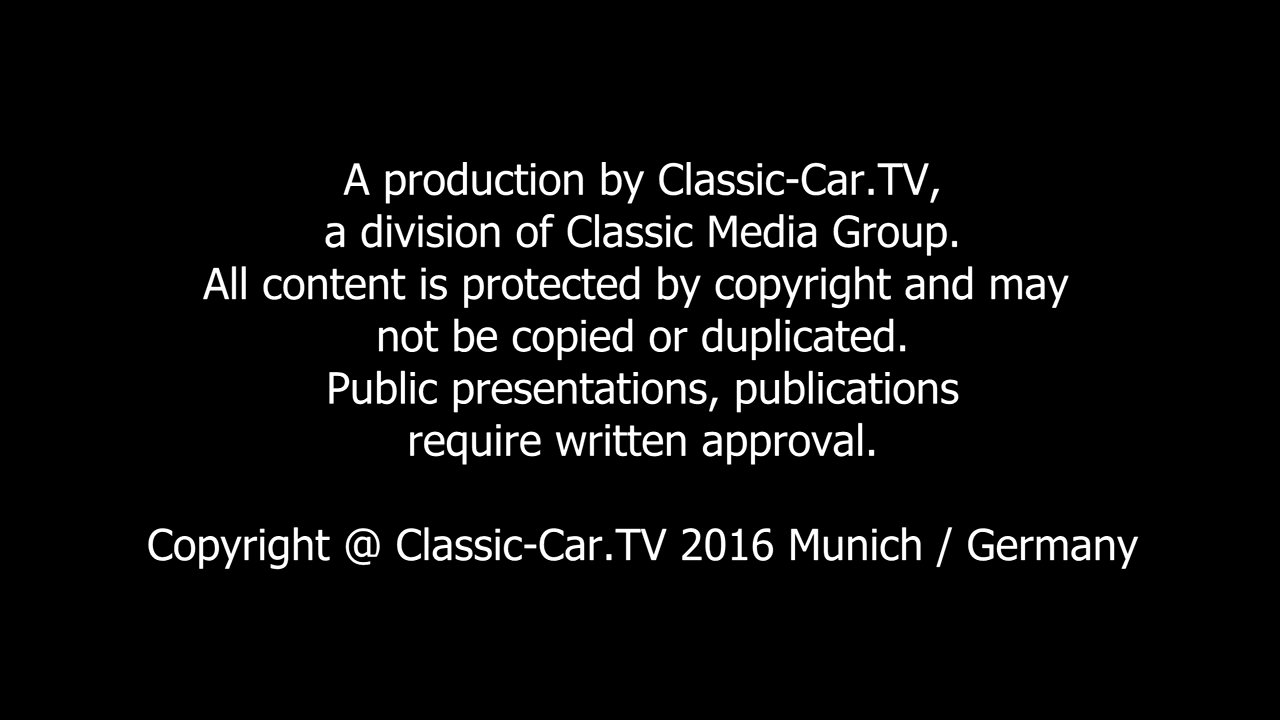 A production by Classic-Car.TV,
a division of Classic Media Group.
All content is protected by copyright and may
not be copied or duplicated.
Public presentations, publications
require written approval.
Copyright @ Classic-Car.TV 2016 Munich / Germany